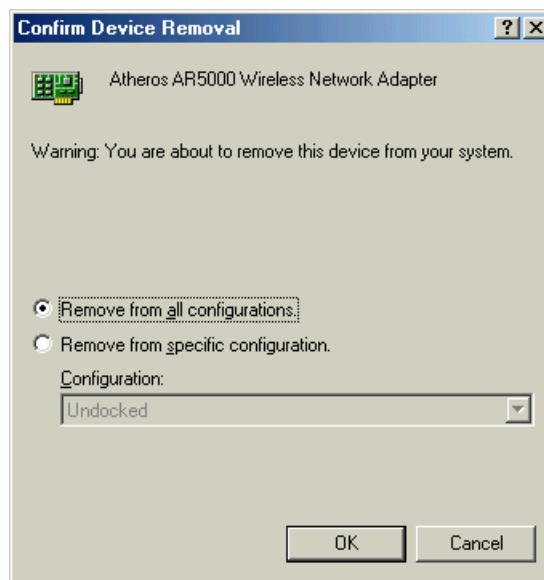 Confirm Device Removal
Atheros AR5000 Wireless Network Adapter
Warning: You are about to remove this device from your system.
Remove from all configurations.
Remove from specific configuration.
Configuration:
Undocked
OK
Cancel